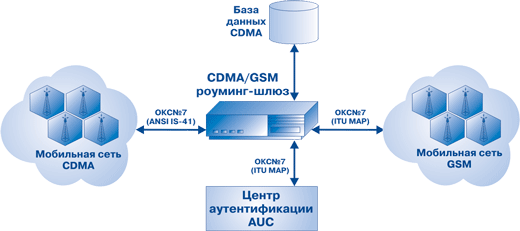 База
данных
CDMA
CDMA/GSM
роуминг-шлюз
ОКС№7
(ANSI IS-41)
ОКС№7
(ITU MAP)
Мобильная сеть
CDMA
Мобильная сеть
GSM
ОКС№7
(ITU MAP)
Центр
аутентификации
AUC